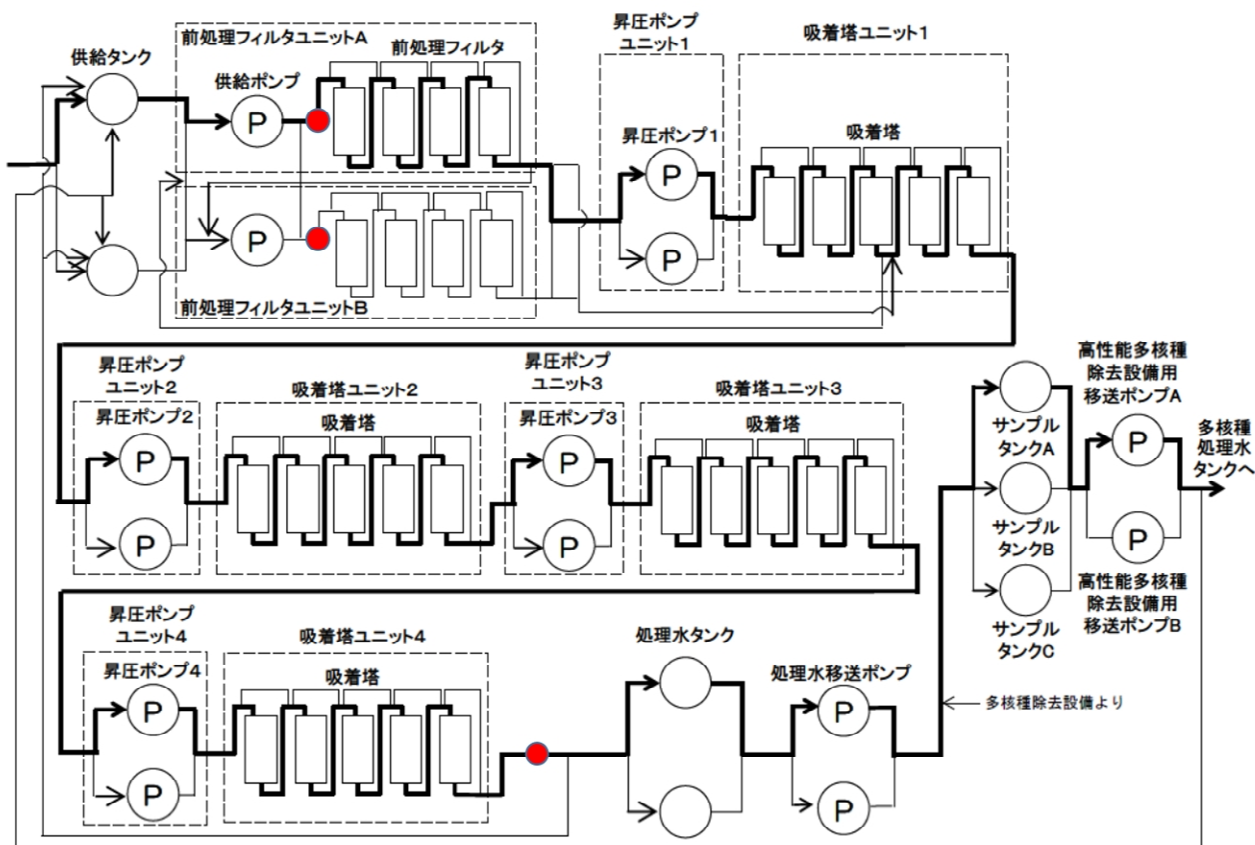 供給タンク
前処理フィルタユニットA
前処理フィルタ
供給ポンプ
P
P
前処理フィルタユニットB
昇圧ポンプ
ユニット1
昇圧ポンプ1
P
P
吸着塔ユニット1
吸着塔
昇圧ポンプ
ユニット2
昇圧ポンプ2
P
P
吸着塔ユニット2
吸着塔
昇圧ポンプ
ユニット3
昇圧ポンプ3
P
P
吸着塔ユニット3
吸着塔
サンプル
タンクA
サンプル
タンクB
サンプル
タンクC
高性能多核種
除去設備用
移送ポンプA
P
P
高性能多核種
除去設備用
移送ポンプB
多核種
処理水
タンクへ
昇圧ポンプ
ユニット4
昇圧ポンプ4
P
P
吸着塔ユニット4
吸着塔
処理水タンク
処理水移送ポンプ
P
P
多核種除去設備より